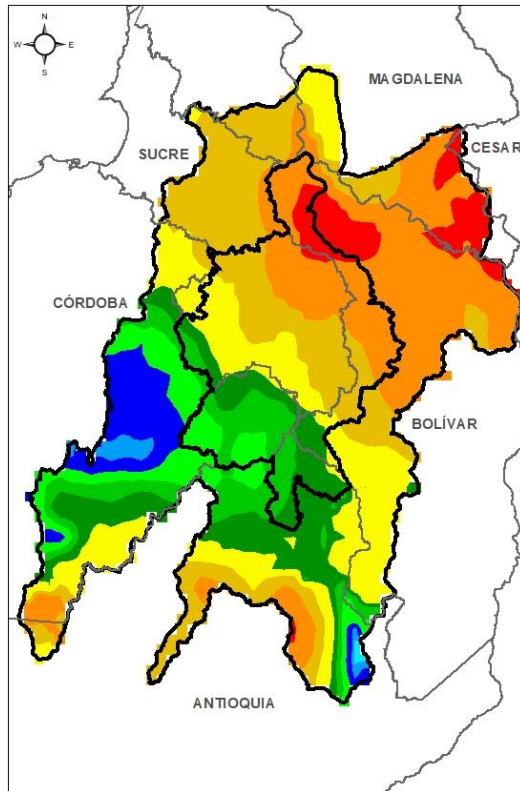 N
W E
S
MAGDALENA
CESAR
SUCRE
CÓRDOBA
BOLÍVAR
ANTIOQUIA